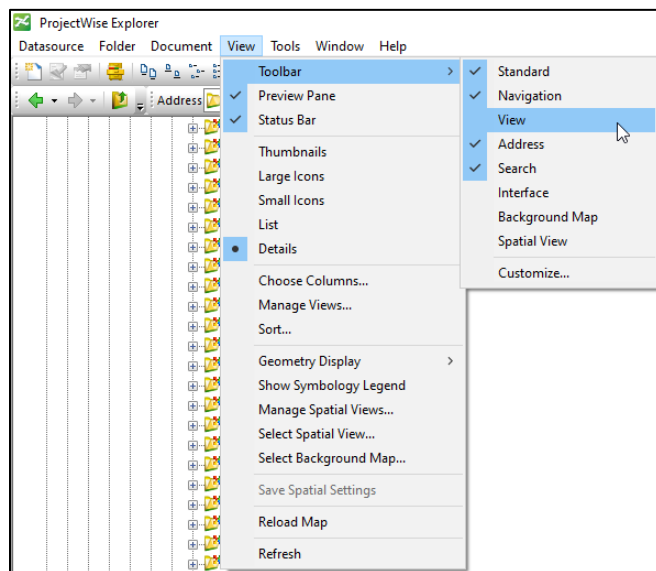 ProjectWise Explorer
Datasource Folder Document View Tools Window Help
Address
Toolbar
Preview Pane
Status Bar
Thumbnails
Large Icons
Small Icons
List
Details
Choose Columns...
Manage Views...
Sort...
Geometry Display
Show Symbology Legend
Manage Spatial Views...
Select Spatial View...
Select Background Map...
Save Spatial Settings
Reload Map
Refresh
Standard
Navigation
View
Address
Search
Interface
Background Map
Spatial View
Customize...